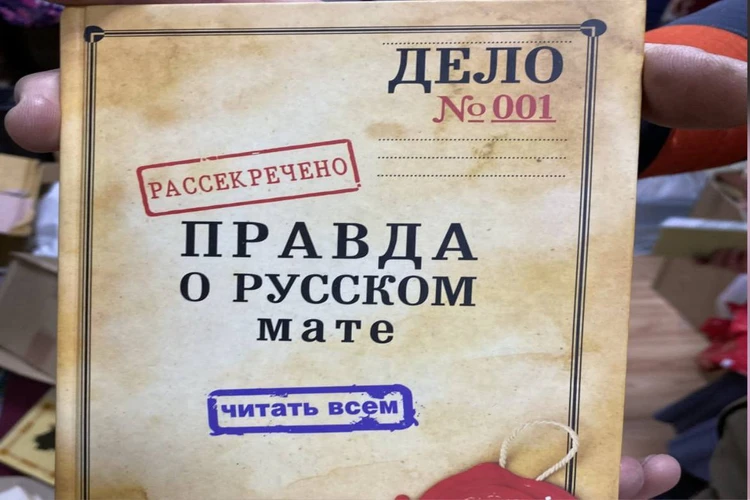 ДЕЛО
№ 001
РАССЕКРЕЧЕНО
ПРАВДА
О РУССКОМ
мате
читать всем